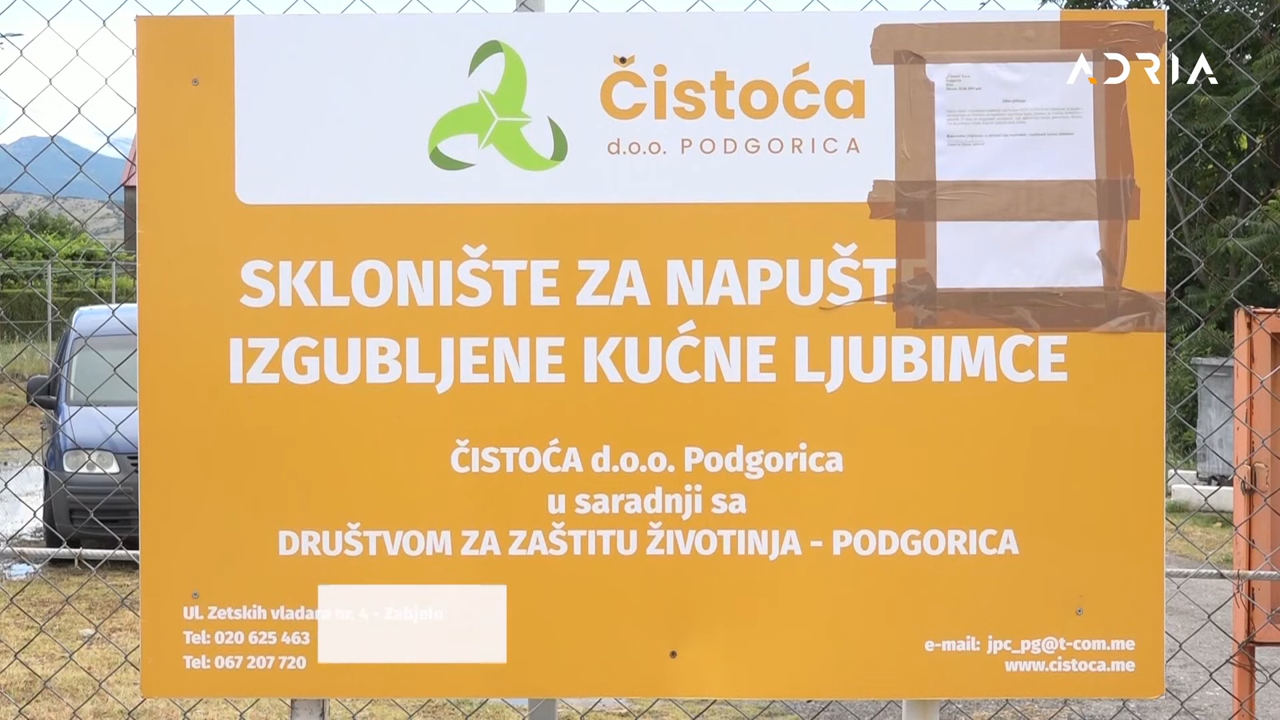 Čistoća
d.o.o. PODGORICA
ADRIA
SKLONIŠTE ZA NAPUŠT
IZGUBLJENE KUĆNE LJUBIMCE
ČISTOĆA d.o.o. Podgorica
u saradnji sa
DRUŠTVOM ZA ZAŠTITU ŽIVOTINJA - PODGORICA
Ul. Zetskih vladara nr. 4 - Zabjelo
Tel: 020 625 463
Tel: 067 207 720
e-mail: jpc_pg@t-com.me
www.cistoca.me